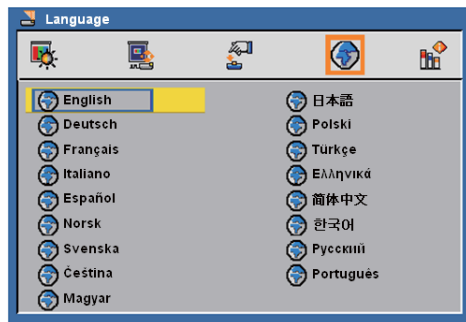 Language
English
Deutsch
Français
Italiano
Español
Norsk
Svenska
Čeština
Magyar
日本語
Polski
Türkçe
Ελληνικά
简体中文
한국어
Русский
Português